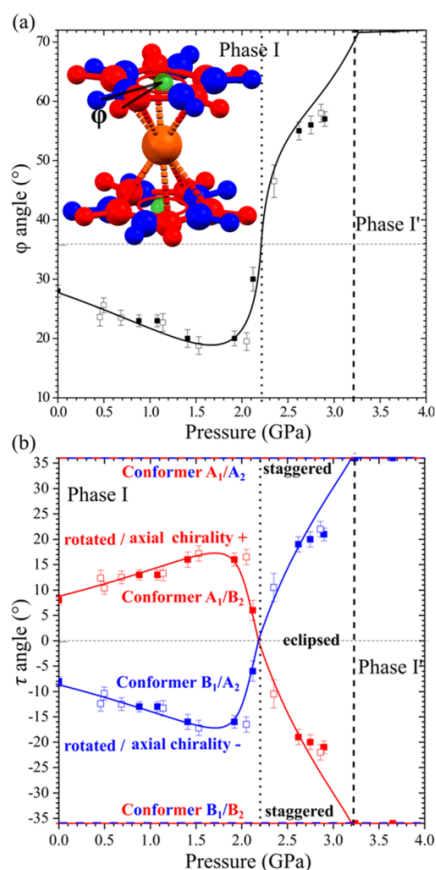 (a)
Phase I
φ
φ angle (°)
70
60
50
40
30
20
10
Phase I'
0.0 0.5 1.0 1.5 2.0 2.5 3.0 3.5 4.0
Pressure (GPa)
(b)
τ angle (°)
35
30
25
20
15
10
5
0
-5
-10
-15
-20
-25
-30
-35
Conformer A₁/A₂ staggered
Phase I
rotated / axial chirality +
Conformer A₁/B₂
eclipsed
Conformer B₁/A₂
Phase I'
rotated / axial chirality -
Conformer B₁/B₂ staggered
0.0 0.5 1.0 1.5 2.0 2.5 3.0 3.5 4.0
Pressure (GPa)